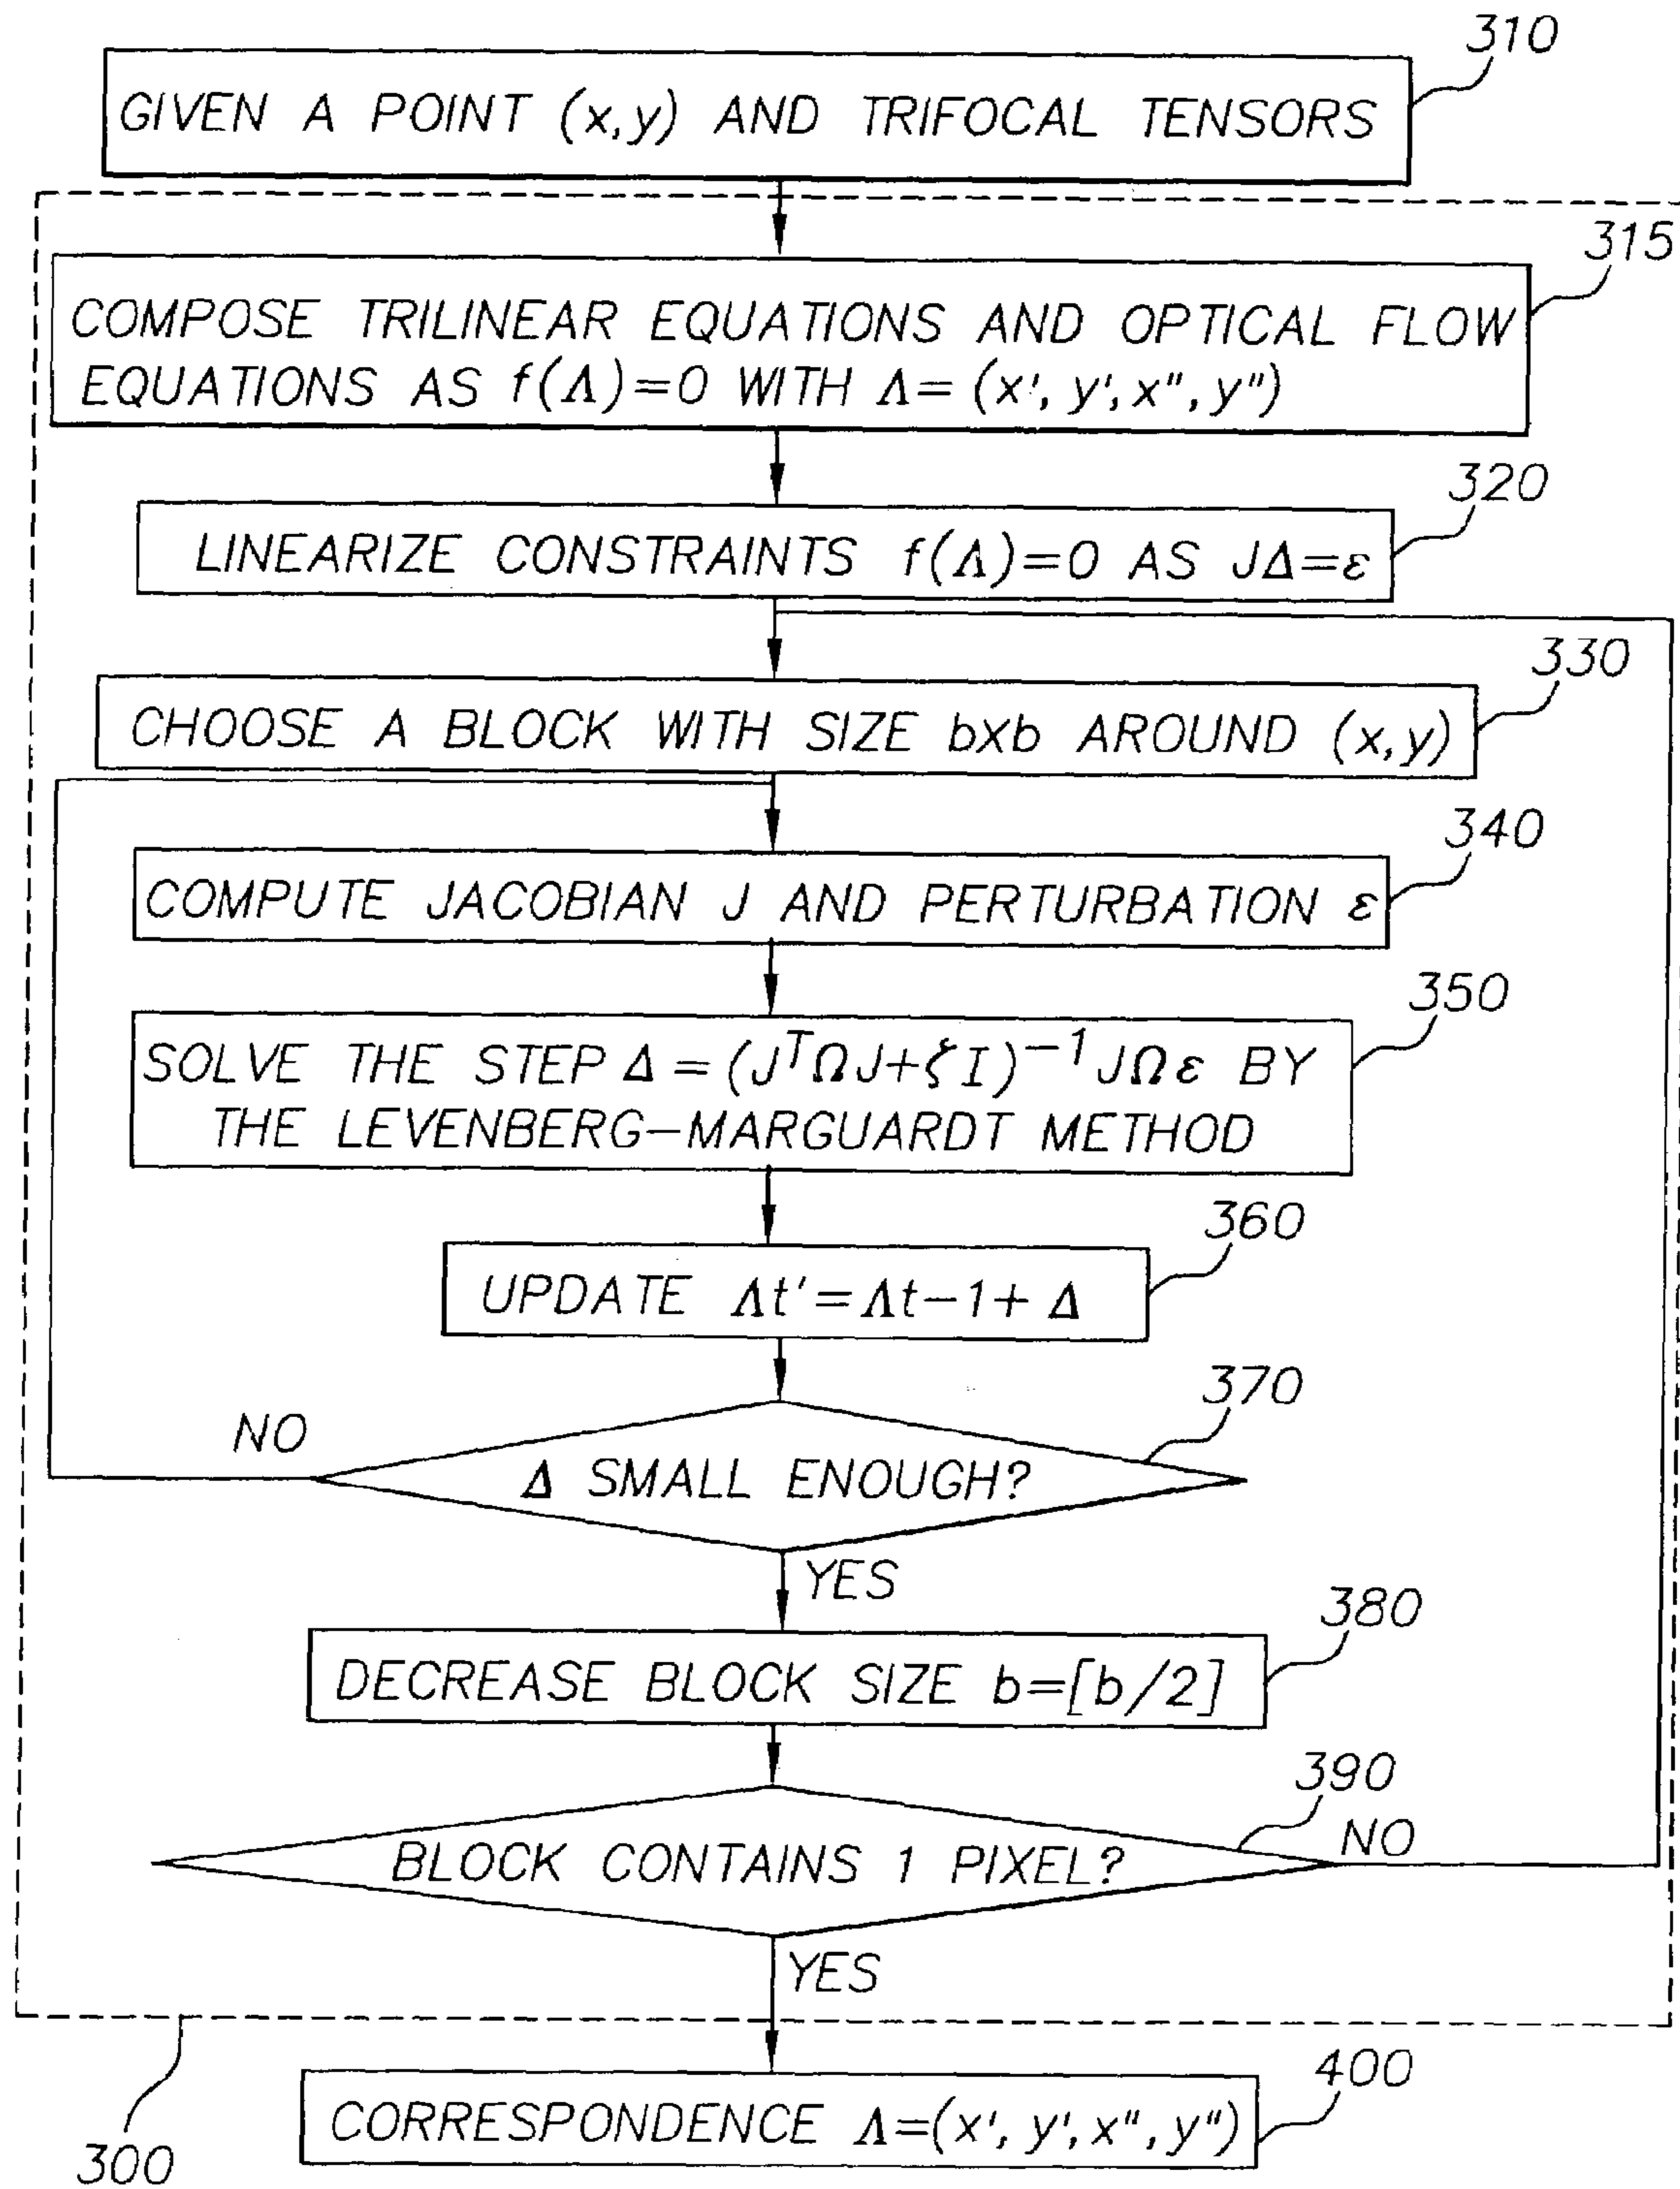 310
GIVEN A POINT (x,y) AND TRIFOCAL TENSORS
315
COMPOSE TRILINEAR EQUATIONS AND OPTICAL FLOW
EQUATIONS AS f(Λ)=0 WITH Λ= (x', y', x", y")
320
LINEARIZE CONSTRAINTS f(Λ)=0 AS JΔ=ε
330
CHOOSE A BLOCK WITH SIZE bXb AROUND (x,y)
340
COMPUTE JACOBIAN J AND PERTURBATION ε
350
SOLVE THE STEP Δ = (JᵀΩJ+ζI)⁻¹JΩε BY
THE LEVENBERG-MARGUARDT METHOD
360
UPDATE Λt'=Λt-1+ Δ
370
NO
Δ SMALL ENOUGH?
YES
380
DECREASE BLOCK SIZE b=[b/2]
390
NO
BLOCK CONTAINS 1 PIXEL?
YES
400
CORRESPONDENCE Λ=(x', y', x", y")
300